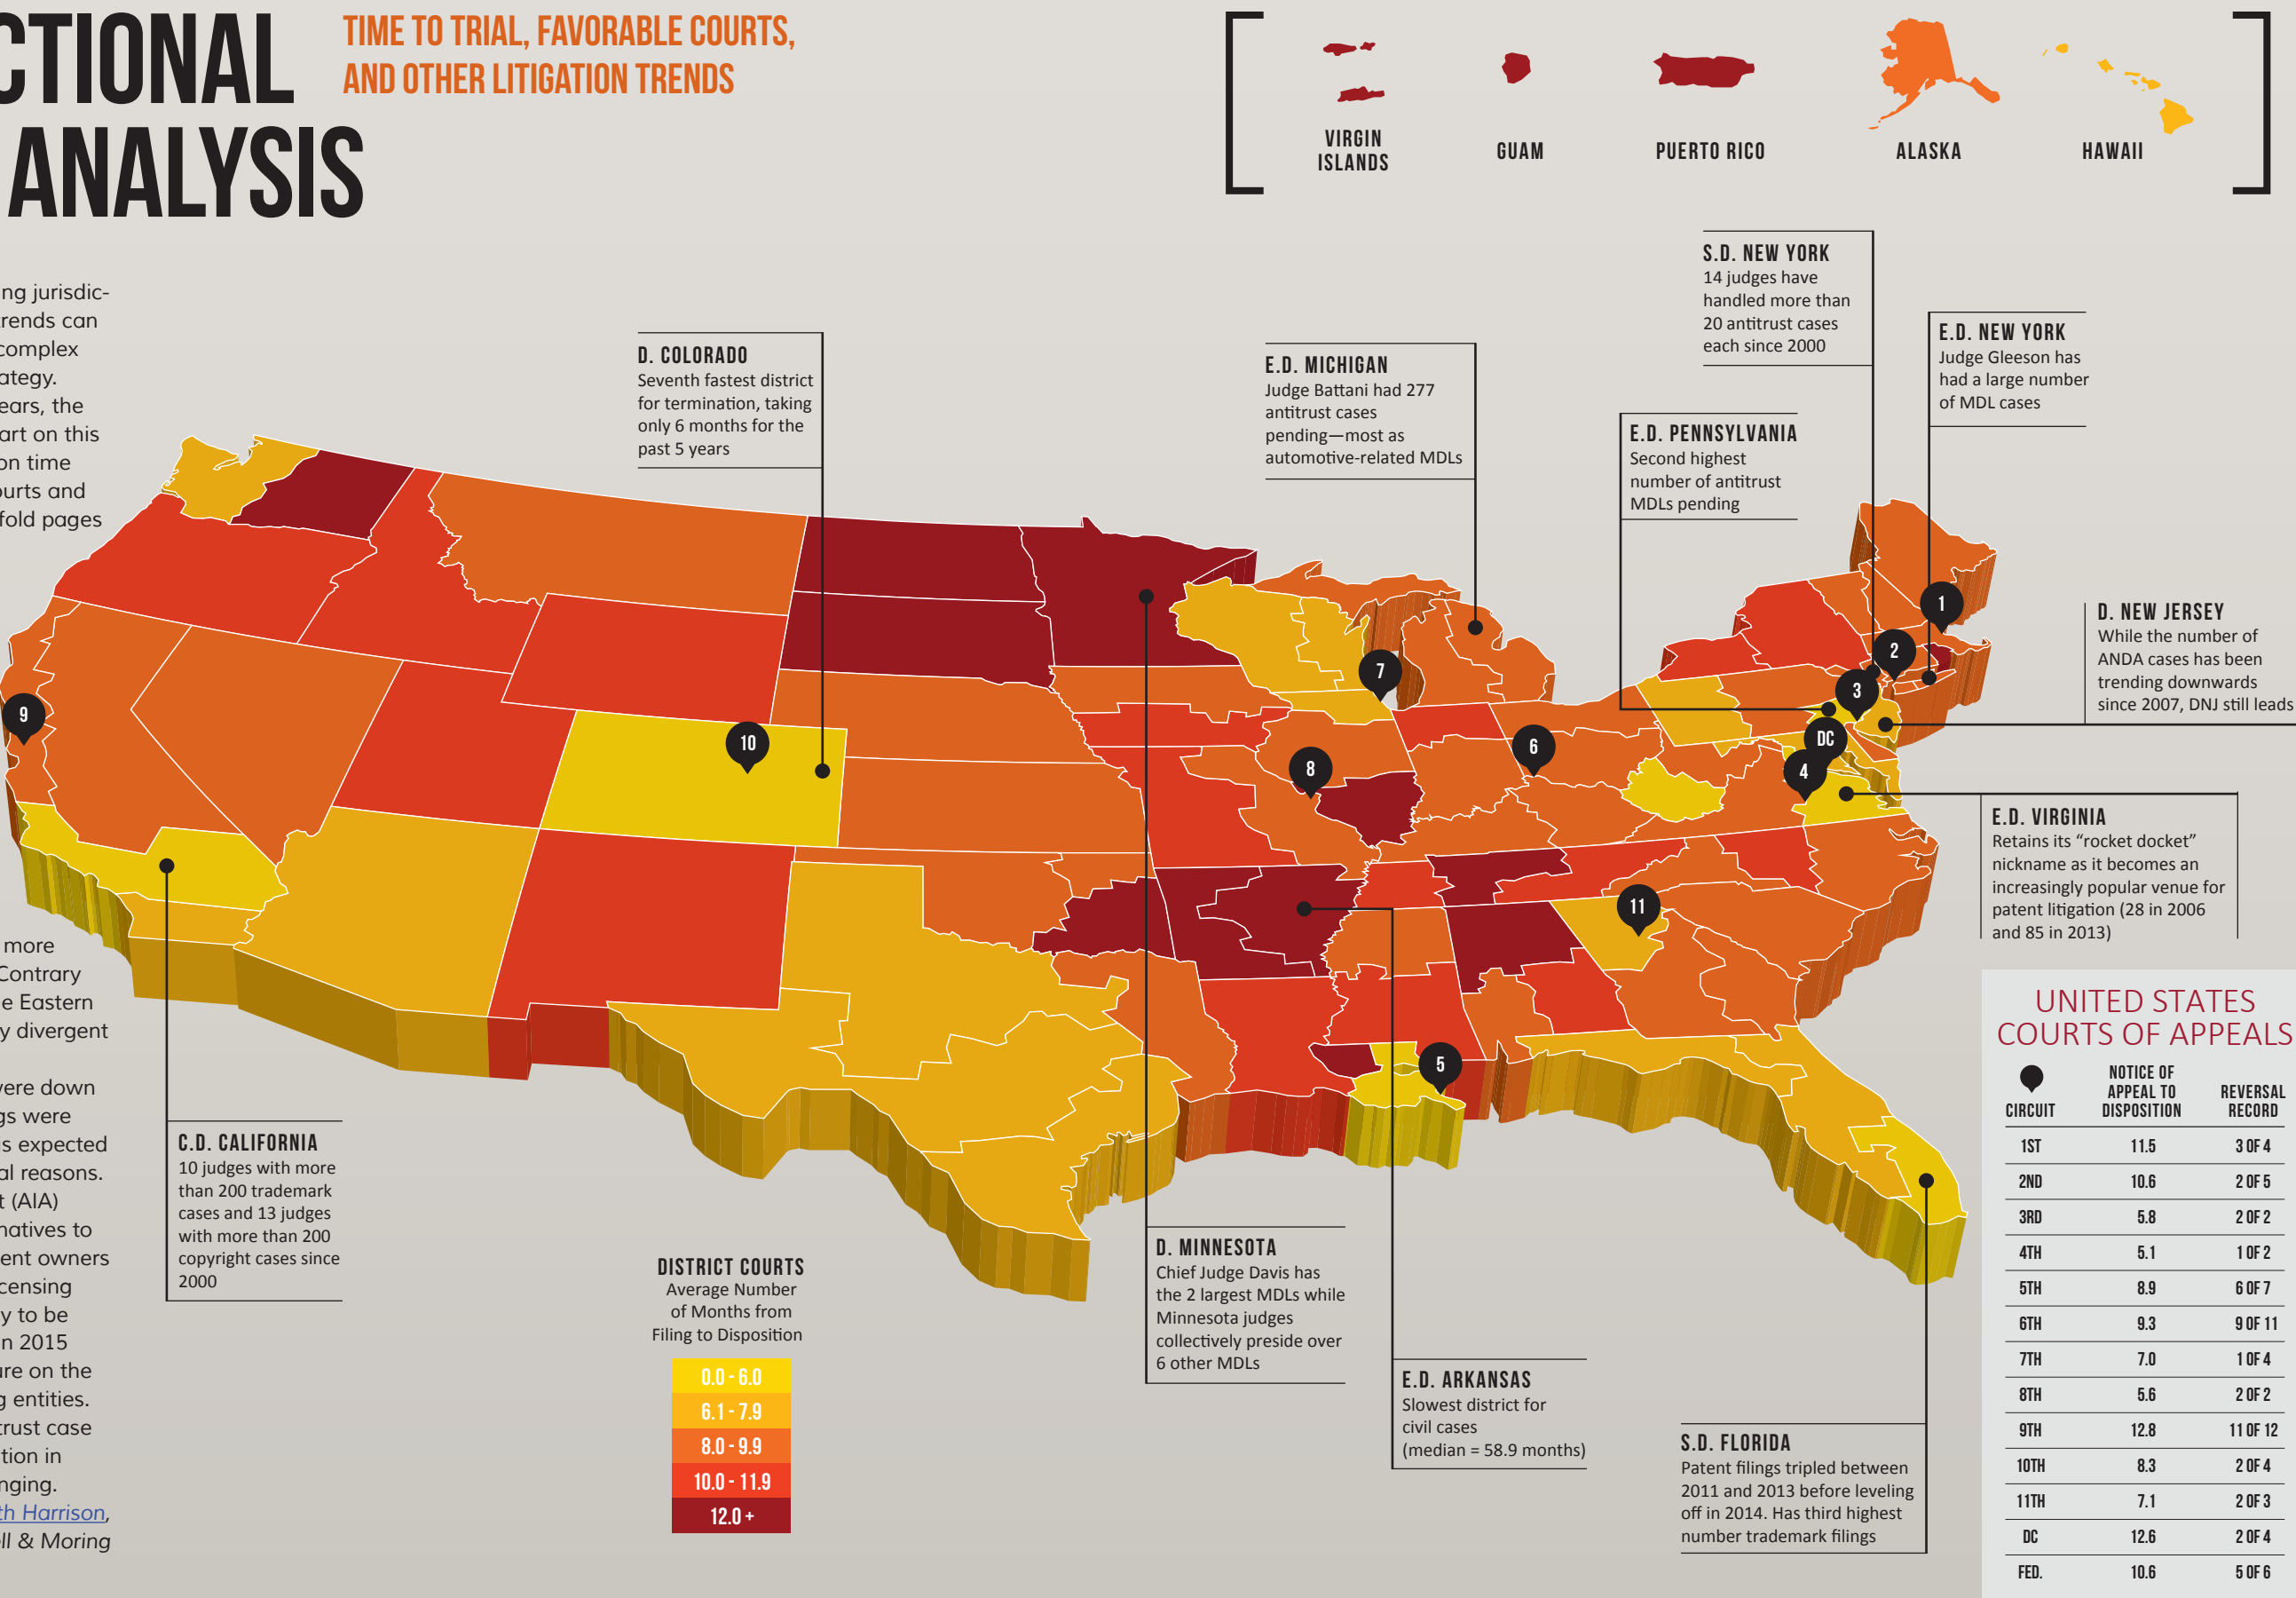 CTIONAL
ANALYSIS
TIME TO TRIAL, FAVORABLE COURTS,
AND OTHER LITIGATION TRENDS
VIRGIN
ISLANDS
GUAM
PUERTO RICO
ALASKA
HAWAII
ng jurisdic-
rends can
complex
ategy.
ears, the
art on this
on time
ourts and
fold pages
more
Contrary
e Eastern
y divergent
were down
gs were
is expected
al reasons.
t (AIA)
natives to
ent owners
censing
y to be
n 2015
ure on the
g entities.
trust case
tion in
nging.
th Harrison,
ll & Moring
D. COLORADO
Seventh fastest district
for termination, taking
only 6 months for the
past 5 years
E.D. MICHIGAN
Judge Battani had 277
antitrust cases
pending—most as
automotive-related MDLs
S.D. NEW YORK
14 judges have
handled more than
20 antitrust cases
each since 2000
E.D. NEW YORK
Judge Gleeson has
had a large number
of MDL cases
E.D. PENNSYLVANIA
Second highest
number of antitrust
MDLs pending
D. NEW JERSEY
While the number of
ANDA cases has been
trending downwards
since 2007, DNJ still leads
E.D. VIRGINIA
Retains its “rocket docket”
nickname as it becomes an
increasingly popular venue for
patent litigation (28 in 2006
and 85 in 2013)
1
2
3
DC
4
5
6
7
8
9
10
11
C.D. CALIFORNIA
10 judges with more
than 200 trademark
cases and 13 judges
with more than 200
copyright cases since
2000
DISTRICT COURTS
Average Number
of Months from
Filing to Disposition
0.0 - 6.0
6.1 - 7.9
8.0 - 9.9
10.0 - 11.9
12.0 +
D. MINNESOTA
Chief Judge Davis has
the 2 largest MDLs while
Minnesota judges
collectively preside over
6 other MDLs
E.D. ARKANSAS
Slowest district for
civil cases
(median = 58.9 months)
S.D. FLORIDA
Patent filings tripled between
2011 and 2013 before leveling
off in 2014. Has third highest
number trademark filings
UNITED STATES
COURTS OF APPEALS
CIRCUIT NOTICE OF APPEAL TO DISPOSITION REVERSAL RECORD
1ST 11.5 3 OF 4
2ND 10.6 2 OF 5
3RD 5.8 2 OF 2
4TH 5.1 1 OF 2
5TH 8.9 6 OF 7
6TH 9.3 9 OF 11
7TH 7.0 1 OF 4
8TH 5.6 2 OF 2
9TH 12.8 11 OF 12
10TH 8.3 2 OF 4
11TH 7.1 2 OF 3
DC 12.6 2 OF 4
FED. 10.6 5 OF 6